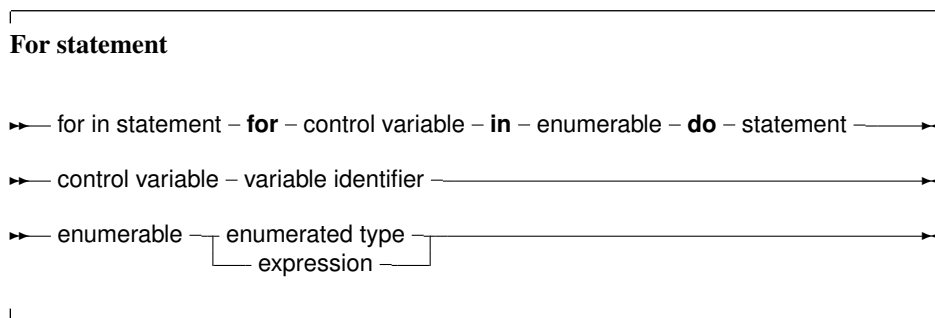 For statement
for in statement – for – control variable – in – enumerable – do – statement
control variable – variable identifier
enumerable – enumerated type
expression